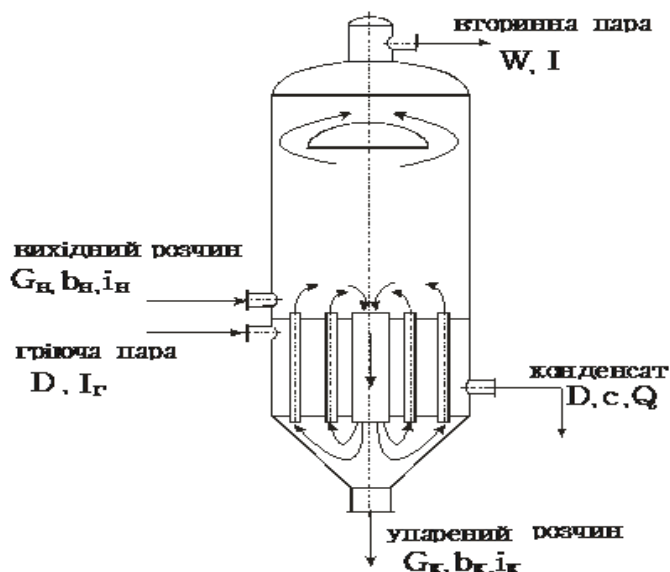 вторинна пара
W, I
вихідний розчин
Gн, bн, iн
гріюча пара
D, Iг
конденсат
D, c, Q
упарений розчин
Gк, bк, iк